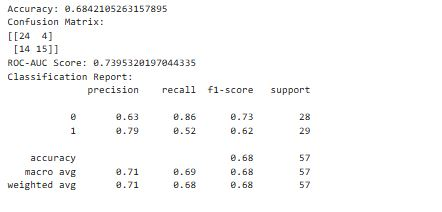 Accuracy: 0.6842105263157895
Confusion Matrix:
[[24  4]
 [14 15]]
ROC-AUC Score: 0.7395320197044335
Classification Report:
              precision    recall  f1-score   support

           0       0.63      0.86      0.73        28
           1       0.79      0.52      0.62        29

    accuracy                           0.68        57
   macro avg       0.71      0.69      0.68        57
weighted avg       0.71      0.68      0.68        57